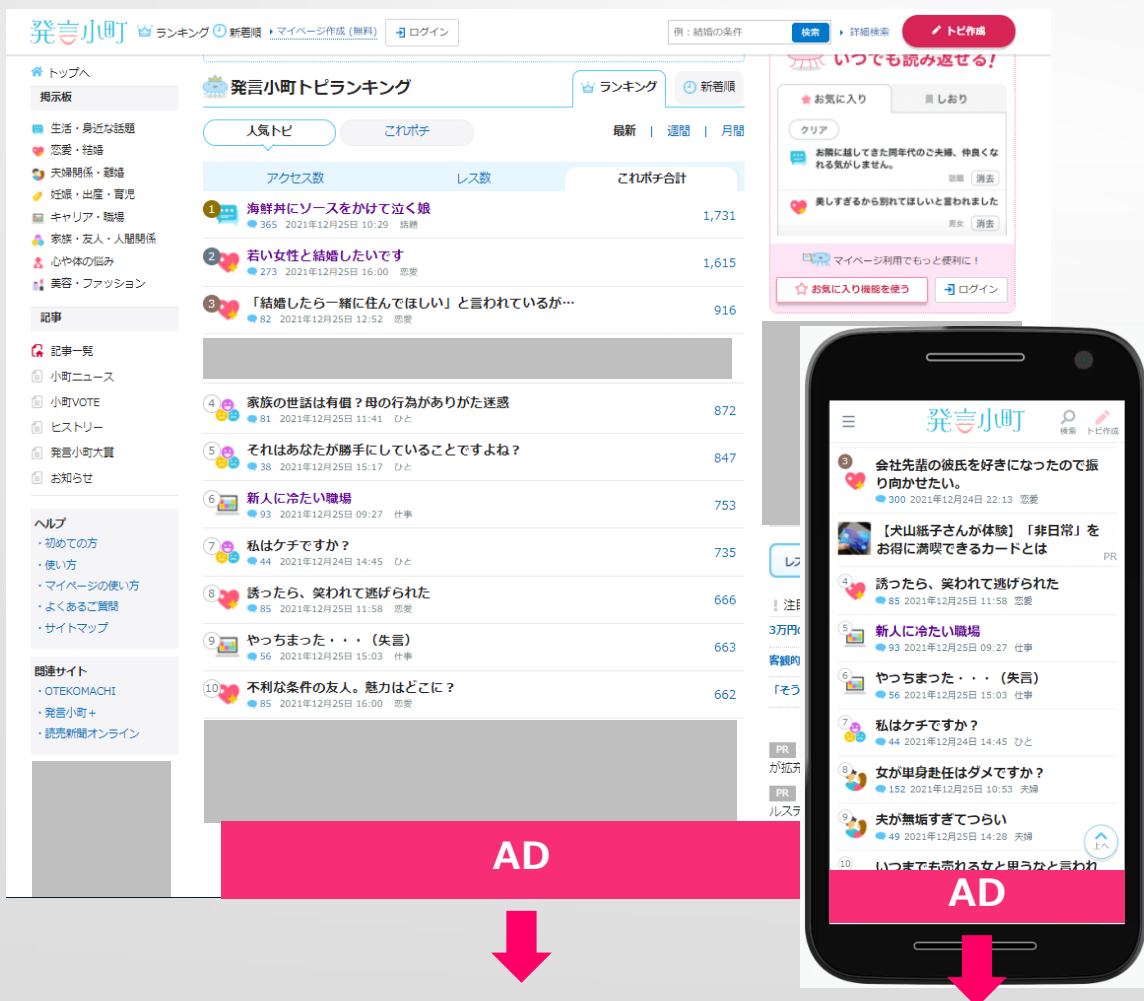 発言小町 ランキング 新着順 マイページ作成 (無料) ログイン 例：結婚の条件 検索 詳細検索 トピ作成
トップへ
掲示板
生活・身近な話題
恋愛・結婚
夫婦関係・離婚
妊娠・出産・育児
キャリア・職場
家族・友人・人間関係
心や体の悩み
美容・ファッション
記事
記事一覧
小町ニュース
小町VOTE
ヒストリー
発言小町大賞
お知らせ
ヘルプ
・初めての方
・使い方
・マイページの使い方
・よくあるご質問
・サイトマップ
関連サイト
・OTEKOMACHI
・発言小町＋
・読売新聞オンライン
発言小町トピランキング ランキング 新着順
人気トピ これポチ 最新 | 週間 | 月間
アクセス数 レス数 これポチ合計
1 海鮮丼にソースをかけて泣く娘 1,731
365 2021年12月25日 10:29 話題
2 若い女性と結婚したいです 1,615
273 2021年12月25日 16:00 恋愛
3 「結婚したら一緒に住んでほしい」と言われているが… 916
82 2021年12月25日 12:52 恋愛
4 家族の世話は有償？母の行為がありがた迷惑 872
81 2021年12月25日 11:41 ひと
5 それはあなたが勝手にしていることですよね？ 847
38 2021年12月25日 15:17 ひと
6 新人に冷たい職場 753
93 2021年12月25日 09:27 仕事
7 私はケチですか？ 735
44 2021年12月24日 14:45 ひと
8 誘ったら、笑われて逃げられた 666
85 2021年12月25日 11:58 恋愛
9 やっちまった・・・（失言） 663
56 2021年12月25日 15:03 仕事
10 不利な条件の友人。魅力はどこに？ 662
85 2021年12月25日 16:00 恋愛
AD
いつでも読み返せる!
お気に入り しおり
クリア
お隣に越してきた同年代のご夫婦、仲良くな
れる気がしません。
話題 消去
美しすぎるから別れてほしいと言われました
男女 消去
マイページ利用でもっと便利に！
お気に入り機能を使う ログイン
レス
! 注目
3万円の
客観的
「そう
PR
が拡充
PR
ルステ
発言小町 検索 トピ作成
3 会社先輩の彼氏を好きになったので振
り向かせたい。
300 2021年12月24日 22:13 恋愛
【犬山紙子さんが体験】「非日常」を
お得に満喫できるカードとは
PR
4 誘ったら、笑われて逃げられた
85 2021年12月25日 11:58 恋愛
5 新人に冷たい職場
93 2021年12月25日 09:27 仕事
6 やっちまった・・・（失言）
56 2021年12月25日 15:03 仕事
7 私はケチですか？
44 2021年12月24日 14:45 ひと
8 女が単身赴任はダメですか？
152 2021年12月25日 10:53 夫婦
9 夫が無垢すぎてつらい
49 2021年12月25日 14:28 夫婦
上へ
10 いつまでも売れる女と思うなと言われ
AD